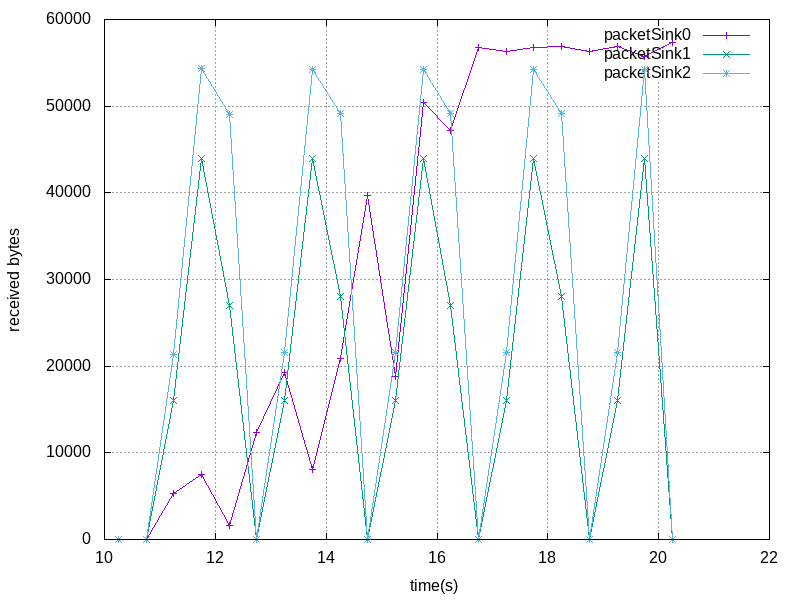 60000
50000
40000
30000
20000
10000
0
10 12 14 16 18 20 22
received bytes
time(s)
packetSink0
packetSink1
packetSink2